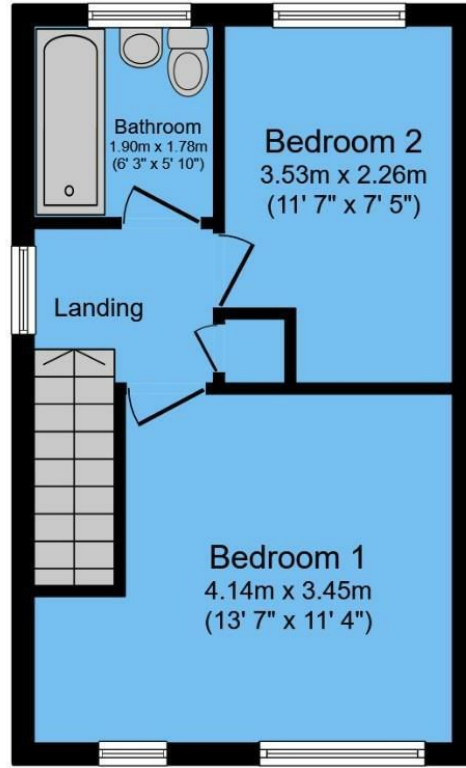 Bathroom
1.90m x 1.78m
(6' 3" x 5' 10")
Bedroom 2
3.53m x 2.26m
(11' 7" x 7' 5")
Landing
Bedroom 1
4.14m x 3.45m
(13' 7" x 11' 4")